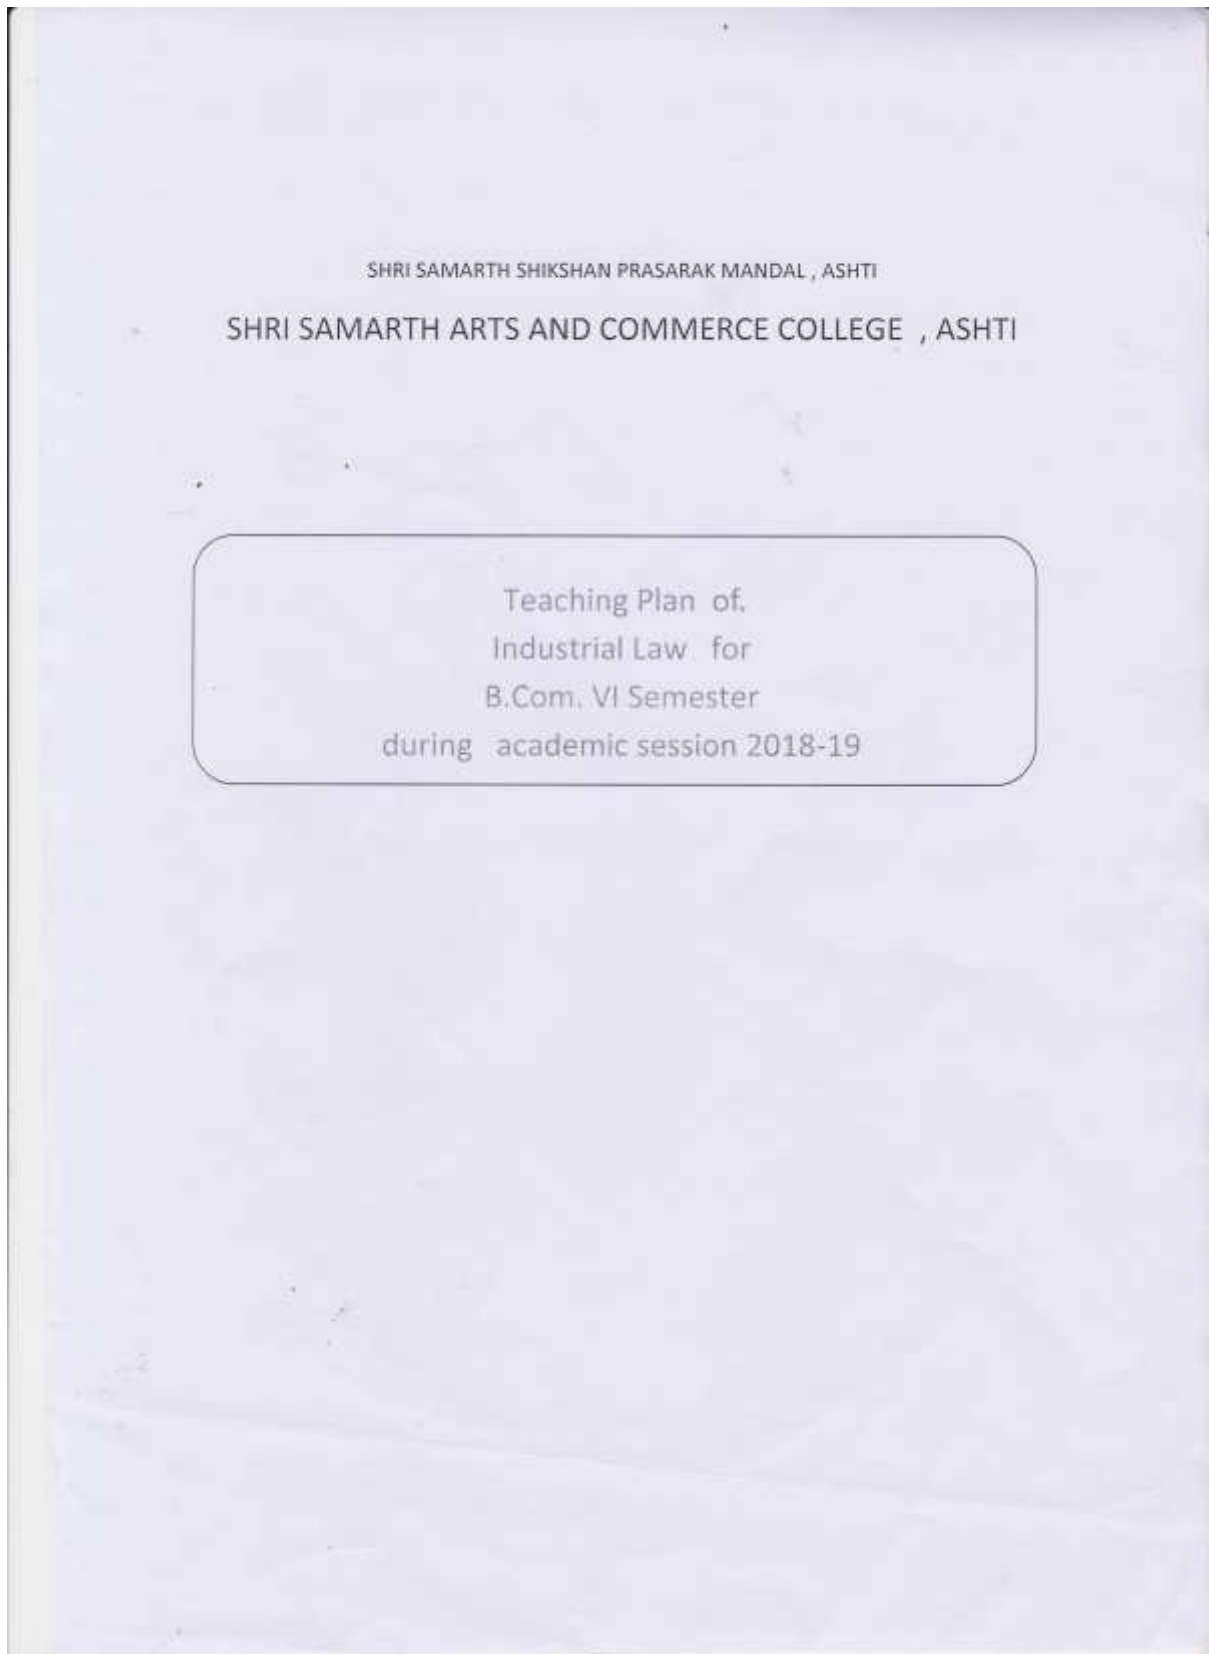 SHRI SAMARTH SHIKSHAN PRASARAK MANDAL , ASHTI
SHRI SAMARTH ARTS AND COMMERCE COLLEGE , ASHTI
Teaching Plan of.
Industrial Law for
B.Com. VI Semester
during academic session 2018-19